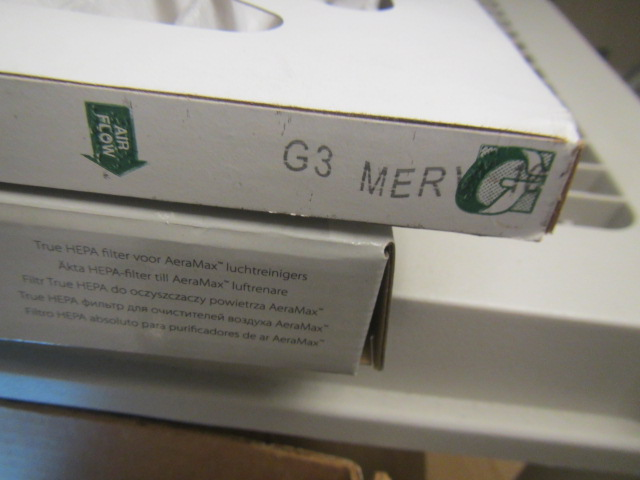 AIR
FLOW
G3 MERV
True HEPA filter voor AeraMax™ luchtreinigers
Äkta HEPA-filter till AeraMax™ luftrenare
Filtr True HEPA do oczyszczaczy powietrza AeraMax™
True HEPA фильтр для очистителей воздуха AeraMax™
Filtro HEPA absoluto para purificadores de ar AeraMax™